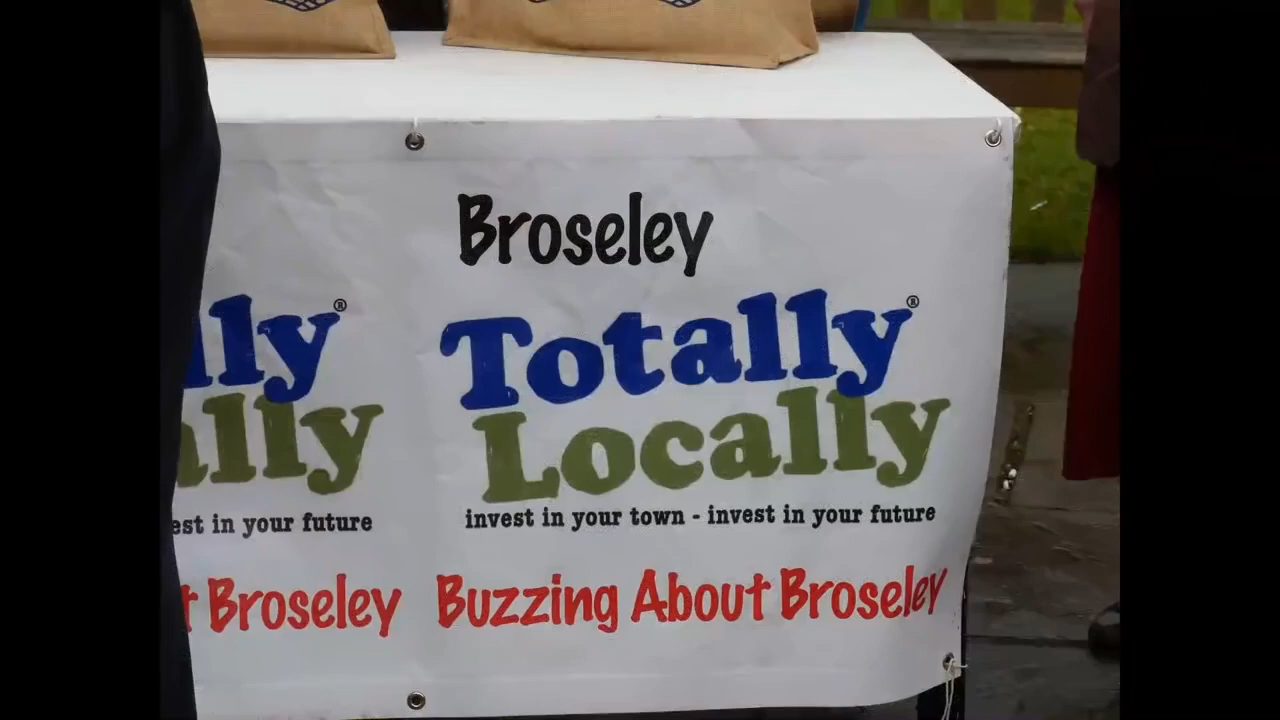 Broseley
Totally®
Locally
invest in your town - invest in your future
Buzzing About Broseley
lly®
ally
est in your future
t Broseley